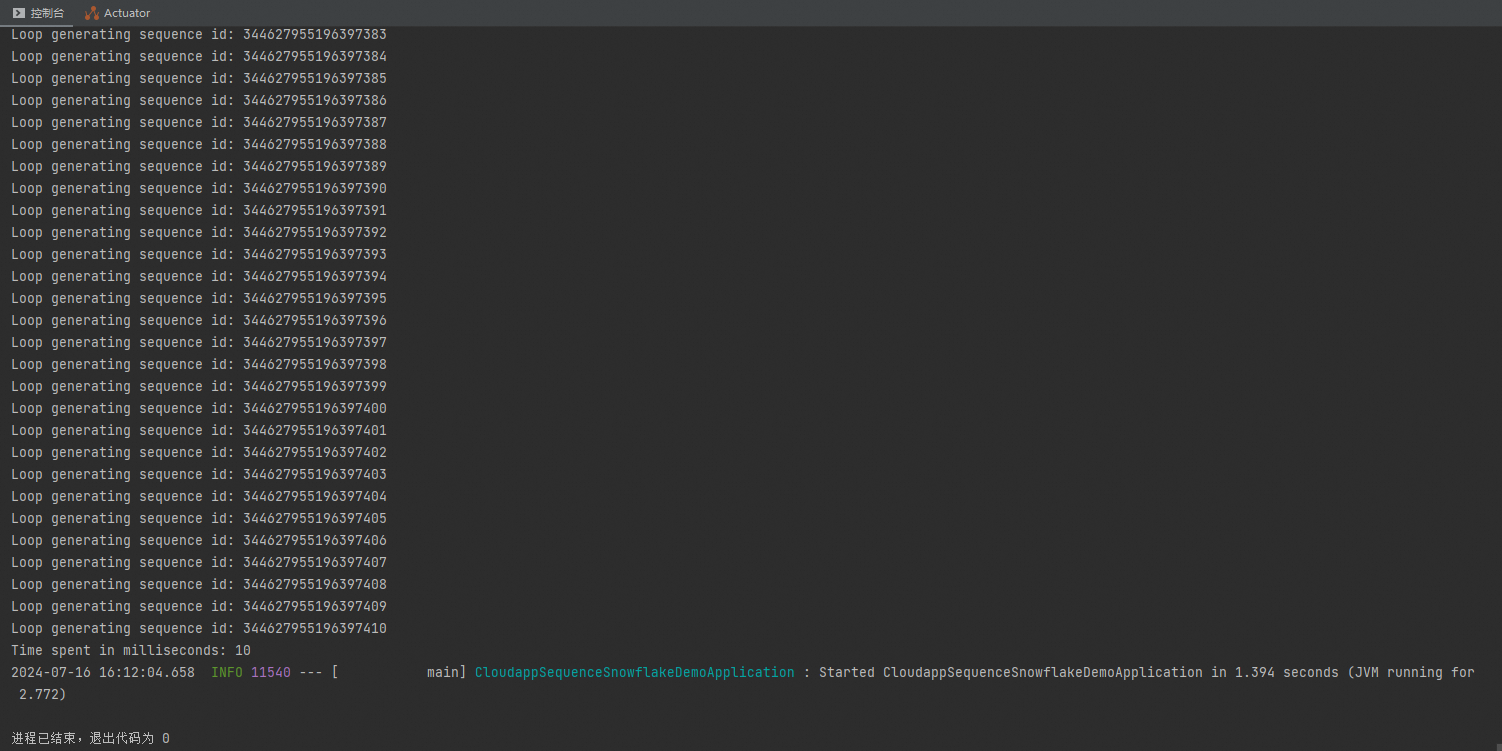 控制台 Actuator
Loop generating sequence id: 344627955196397383
Loop generating sequence id: 344627955196397384
Loop generating sequence id: 344627955196397385
Loop generating sequence id: 344627955196397386
Loop generating sequence id: 344627955196397387
Loop generating sequence id: 344627955196397388
Loop generating sequence id: 344627955196397389
Loop generating sequence id: 344627955196397390
Loop generating sequence id: 344627955196397391
Loop generating sequence id: 344627955196397392
Loop generating sequence id: 344627955196397393
Loop generating sequence id: 344627955196397394
Loop generating sequence id: 344627955196397395
Loop generating sequence id: 344627955196397396
Loop generating sequence id: 344627955196397397
Loop generating sequence id: 344627955196397398
Loop generating sequence id: 344627955196397399
Loop generating sequence id: 344627955196397400
Loop generating sequence id: 344627955196397401
Loop generating sequence id: 344627955196397402
Loop generating sequence id: 344627955196397403
Loop generating sequence id: 344627955196397404
Loop generating sequence id: 344627955196397405
Loop generating sequence id: 344627955196397406
Loop generating sequence id: 344627955196397407
Loop generating sequence id: 344627955196397408
Loop generating sequence id: 344627955196397409
Loop generating sequence id: 344627955196397410
Time spent in milliseconds: 10
2024-07-16 16:12:04.658  INFO 11540 --- [           main] CloudappSequenceSnowflakeDemoApplication : Started CloudappSequenceSnowflakeDemoApplication in 1.394 seconds (JVM running for
2.772)
进程已结束，退出代码为 0